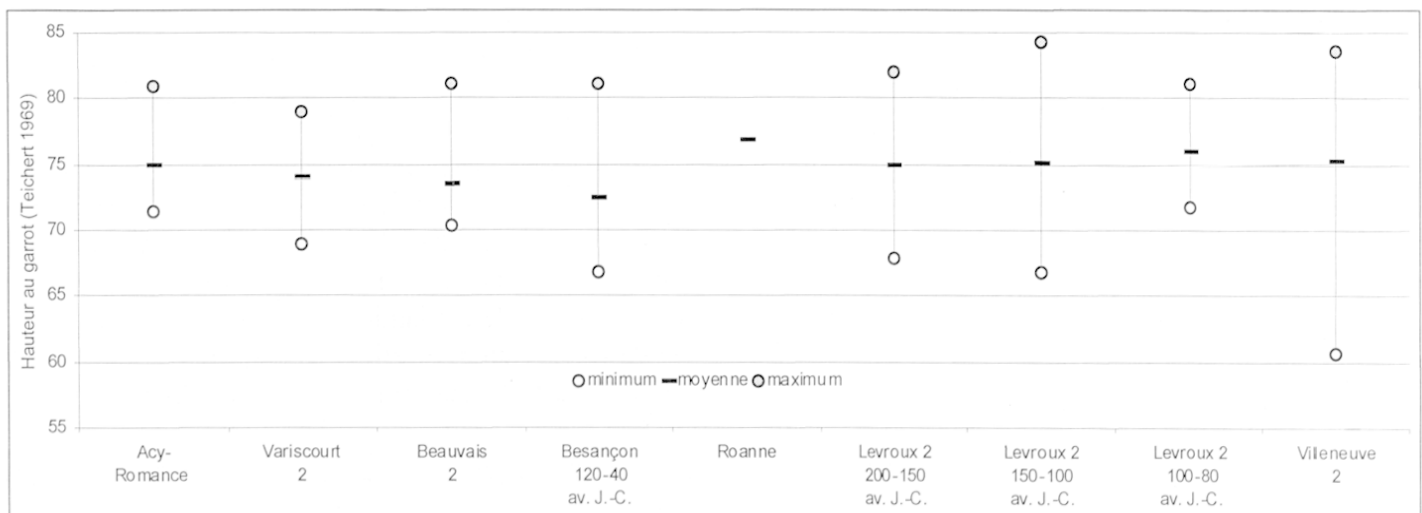 85
80
75
70
65
60
55
Hauteur au garrot (Teichert 1969)
minimum moyenne maximum
Acy-
Romance
Variscourt
2
Beauvais
2
Besançon
120-40
av. J.-C.
Roanne
Levroux 2
200-150
av. J.-C.
Levroux 2
150-100
av. J.-C.
Levroux 2
100-80
av. J.-C.
Villeneuve
2